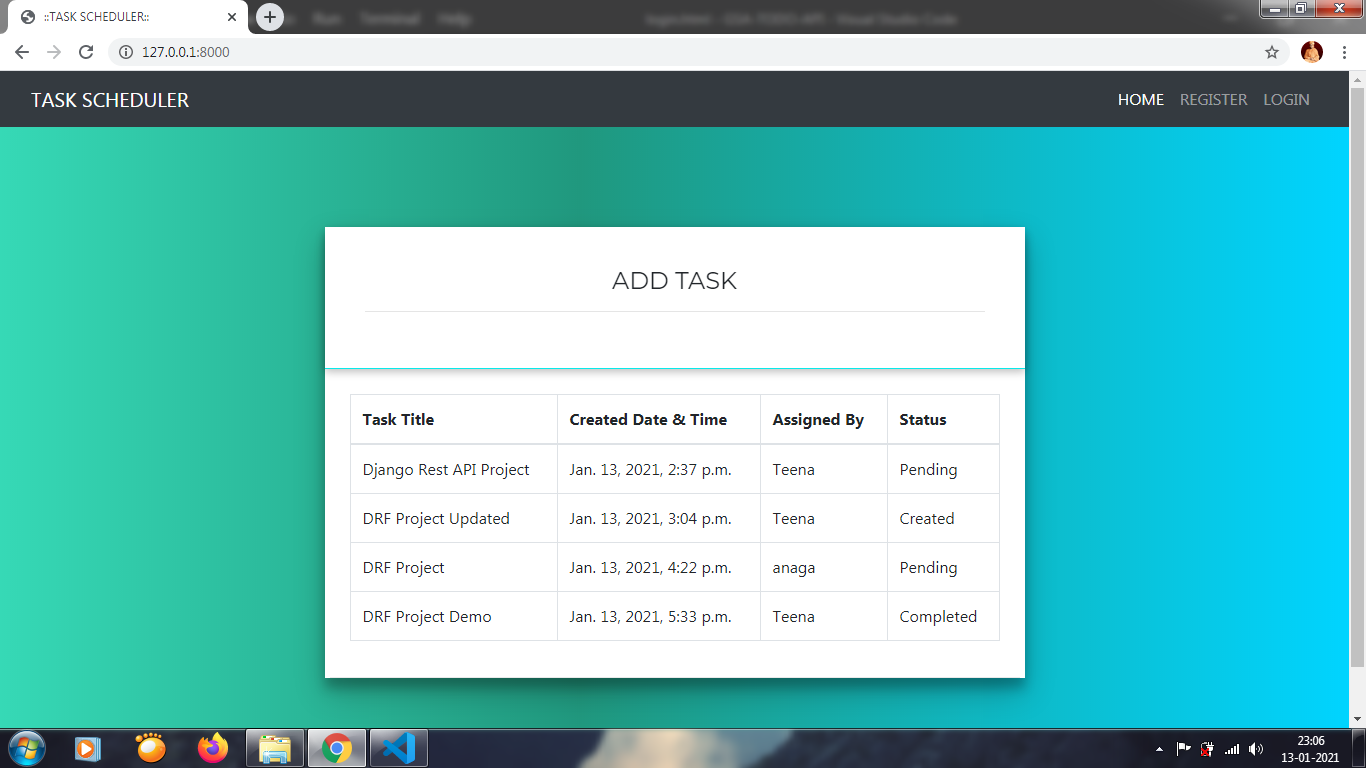 ::TASK SCHEDULER::
Run Terminal Help
127.0.0.1:8000
TASK SCHEDULER
HOME REGISTER LOGIN
ADD TASK
Task Title Created Date & Time Assigned By Status
Django Rest API Project Jan. 13, 2021, 2:37 p.m. Teena Pending
DRF Project Updated Jan. 13, 2021, 3:04 p.m. Teena Created
DRF Project Jan. 13, 2021, 4:22 p.m. anaga Pending
DRF Project Demo Jan. 13, 2021, 5:33 p.m. Teena Completed
23:06
13-01-2021